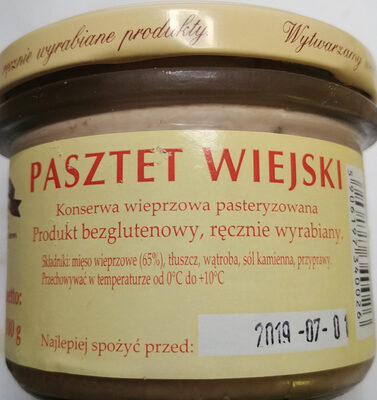 ręcznie wyrabiane produkty.
Wytwarzamy
PASZTET WIEJSKI
Konserwa wieprzowa pasteryzowana
Produkt bezglutenowy, ręcznie wyrabiany.
Składniki: mięso wieprzowe (65%), tłuszcz, wątroba, sól kamienna, przyprawy.
Przechowywać w temperaturze od 0°C do +10°C
Najlepiej spożyć przed: 2019-07-01